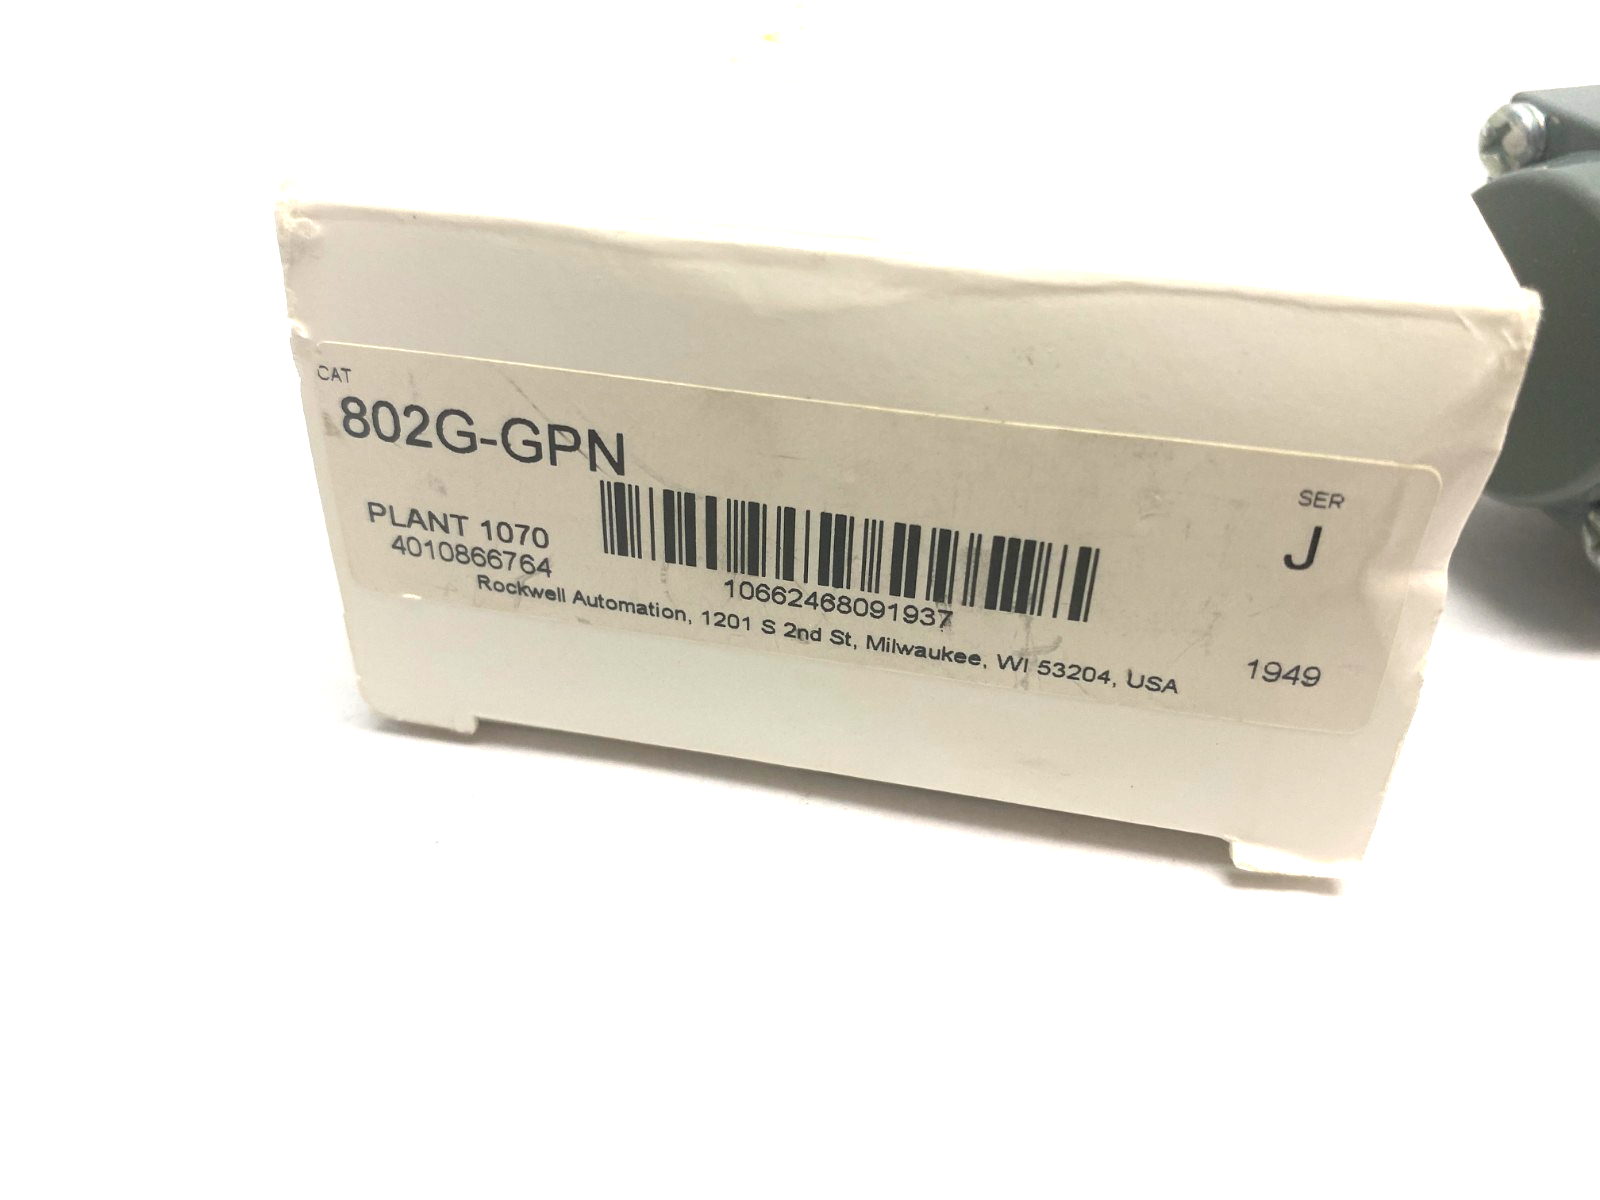 CAT
802G-GPN
SER
J
PLANT 1070
4010866764
10662468091937
Rockwell Automation, 1201 S 2nd St, Milwaukee, WI 53204, USA
1949